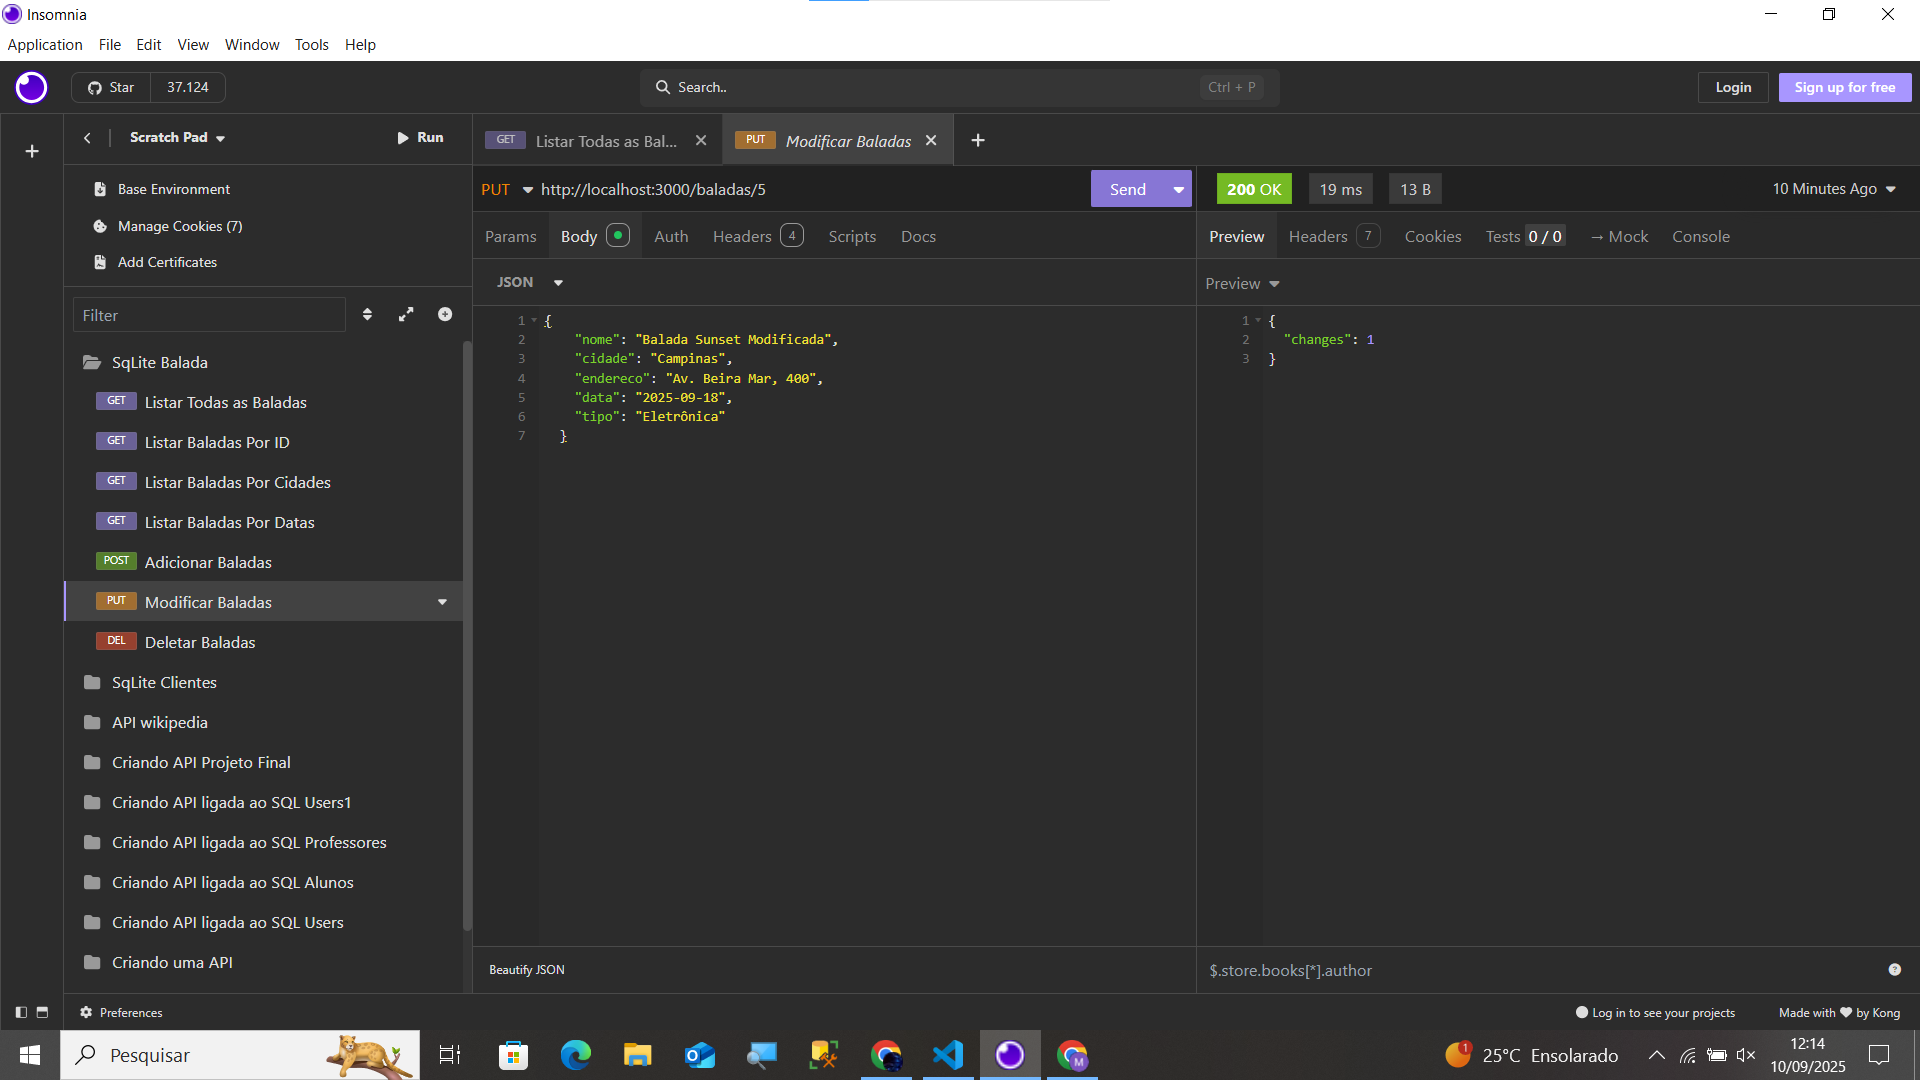 Insomnia
Application File Edit View Window Tools Help
Star 37.124
Search.. Ctrl + P
Login Sign up for free
Scratch Pad Run
Base Environment
Manage Cookies (7)
Add Certificates
Filter
SqLite Balada
GET Listar Todas as Baladas
GET Listar Baladas Por ID
GET Listar Baladas Por Cidades
GET Listar Baladas Por Datas
POST Adicionar Baladas
PUT Modificar Baladas
DEL Deletar Baladas
SqLite Clientes
API wikipedia
Criando API Projeto Final
Criando API ligada ao SQL Users1
Criando API ligada ao SQL Professores
Criando API ligada ao SQL Alunos
Criando API ligada ao SQL Users
Criando uma API
GET Listar Todas as Bal... PUT Modificar Baladas
PUT http://localhost:3000/baladas/5 Send
Params Body Auth Headers 4 Scripts Docs
JSON
1 {
2 "nome": "Balada Sunset Modificada",
3 "cidade": "Campinas",
4 "endereco": "Av. Beira Mar, 400",
5 "data": "2025-09-18",
6 "tipo": "Eletrônica"
7 }
Beautify JSON
200 OK 19 ms 13 B 10 Minutes Ago
Preview Headers 7 Cookies Tests 0 / 0 → Mock Console
Preview
1 {
2 "changes": 1
3 }
$.store.books[*].author
Preferences
Log in to see your projects Made with ❤ by Kong
Pesquisar
M
1 25°C Ensolarado
12:14
10/09/2025